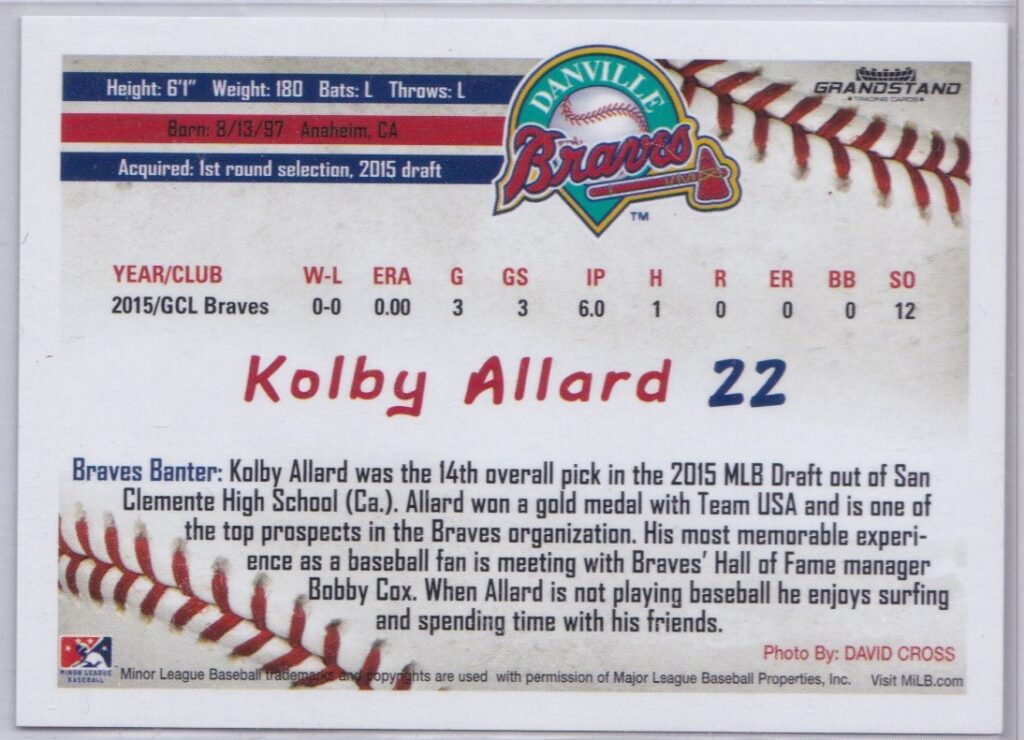 Height: 6'1" Weight: 180 Bats: L Throws: L
Born: 8/13/97 Anaheim, CA
Acquired: 1st round selection, 2015 draft
DANVILLE
Braves
TM
GRANDSTAND
TRADING CARDS
YEAR/CLUB W-L ERA G GS IP H R ER BB SO
2015/GCL Braves 0-0 0.00 3 3 6.0 1 0 0 0 12
Kolby Allard 22
Braves Banter: Kolby Allard was the 14th overall pick in the 2015 MLB Draft out of San
Clemente High School (Ca.). Allard won a gold medal with Team USA and is one of
the top prospects in the Braves organization. His most memorable experi-
ence as a baseball fan is meeting with Braves' Hall of Fame manager
Bobby Cox. When Allard is not playing baseball he enjoys surfing
and spending time with his friends.
Photo By: DAVID CROSS
MINOR LEAGUE
BASEBALL
Minor League Baseball trademarks and copyrights are used with permission of Major League Baseball Properties, Inc. Visit MiLB.com